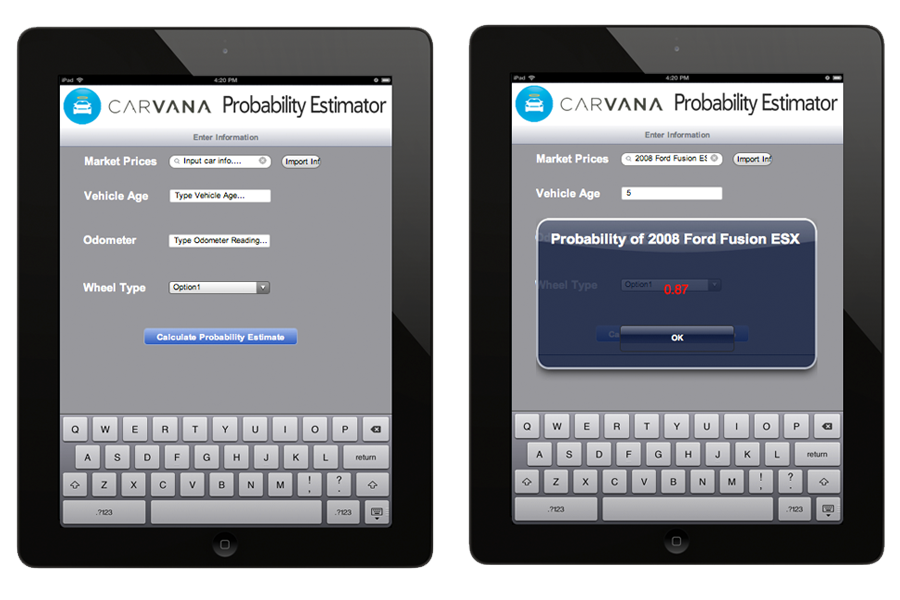 iPad 4:20 PM
CARVANA Probability Estimator
Enter Information
Market Prices Input car info.... Import Inf
Vehicle Age Type Vehicle Age...
Odometer Type Odometer Reading...
Wheel Type Option1
Calculate Probability Estimate
Q W E R T Y U I O P
A S D F G H J K L return
Z X C V B N M ! , ? .
.?123 .?123
iPad 4:20 PM
CARVANA Probability Estimator
Enter Information
Market Prices 2008 Ford Fusion ES Import Inf
Vehicle Age 5
Probability of 2008 Ford Fusion ESX
Wheel Type Option1
0.87
OK
Q W E R T Y U I O P
A S D F G H J K L return
Z X C V B N M ! , ? .
.?123 .?123